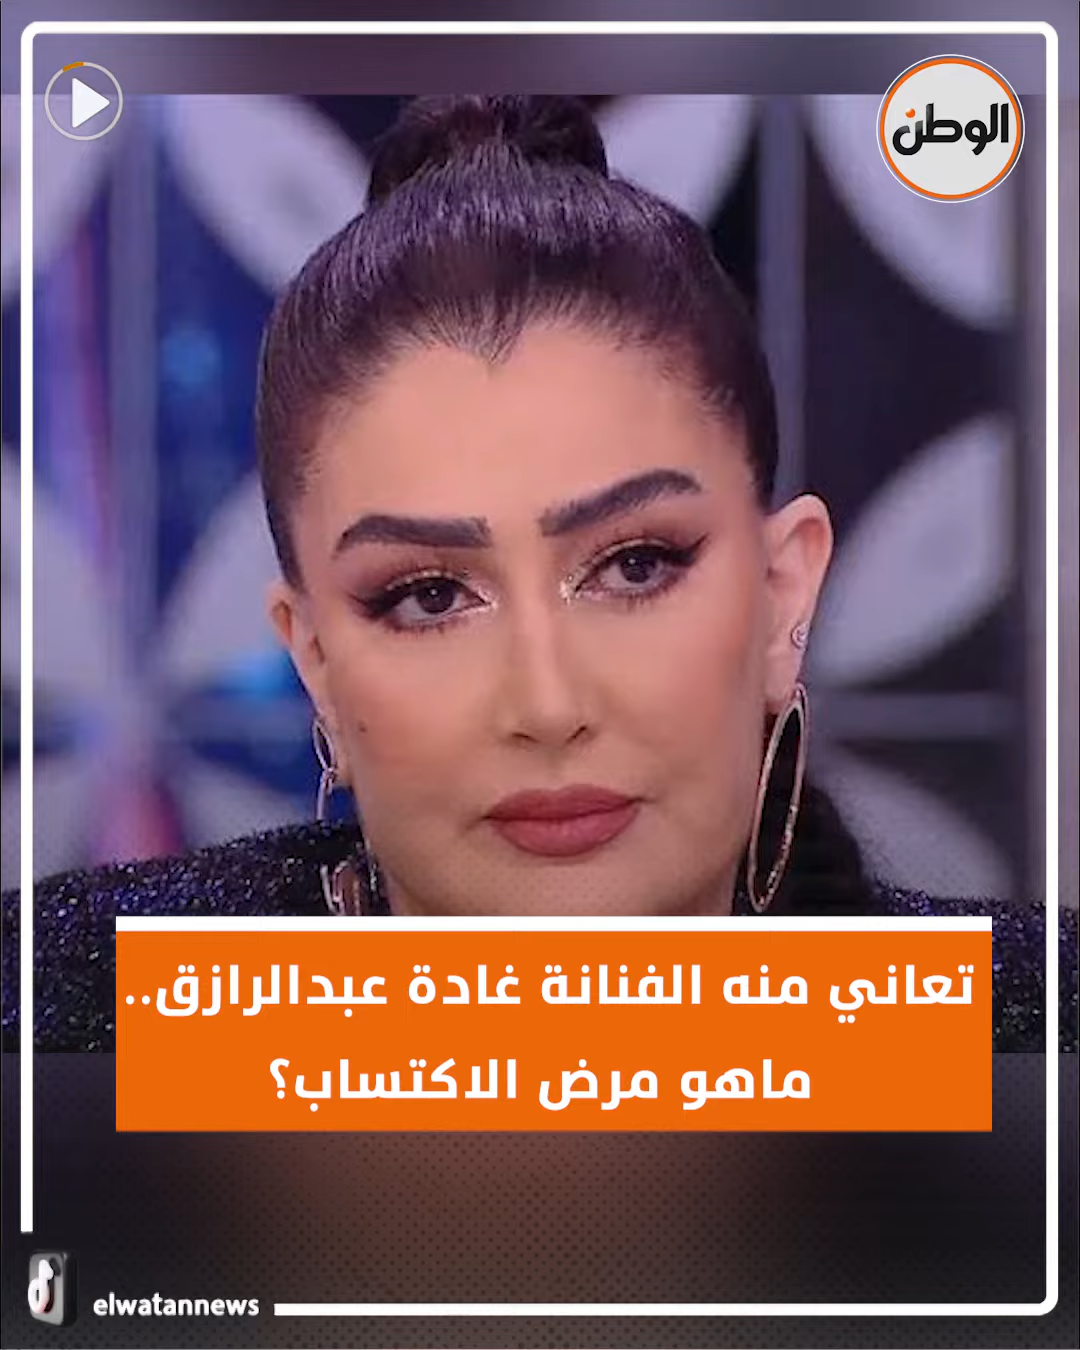 الوطن
تعاني منه الفنانة غادة عبدالرازق..
ماهو مرض الاكتساب؟
elwatannews